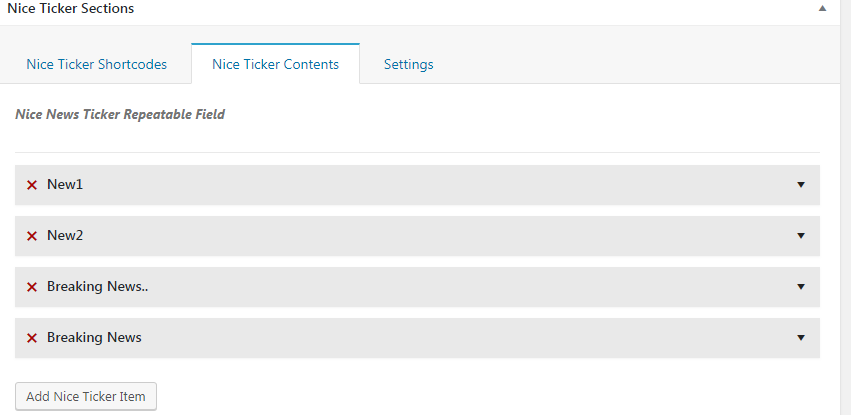 Nice Ticker Sections
Nice Ticker Shortcodes Nice Ticker Contents Settings
Nice News Ticker Repeatable Field
New1
New2
Breaking News..
Breaking News
Add Nice Ticker Item